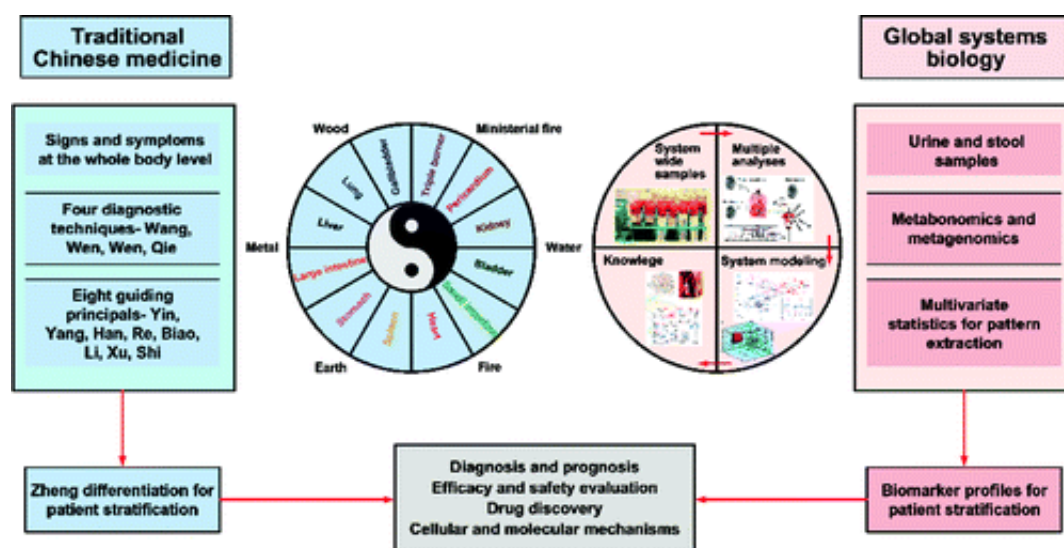 Traditional
Chinese medicine
Global systems
biology
Signs and symptoms
at the whole body
level
Four diagnostic
techniques- Wang,
Wen, Wen, Qie
Eight guiding
principals- Yin,
Yang, Han, Re, Biao,
Li, Xu, Shi
Wood
Ministerial fire
Metal
Water
Earth
Fire
Gallbladder
Triple burner
Pericardium
Kidney
Bladder
Small intestine
Heart
Spleen
Stomach
Large intestine
Liver
Lung
System
wide
samples
Multiple
analyses
Knowlege
System modeling
Urine and stool
samples
Metabonomics and
metagenomics
Multivariate
statistics for pattern
extraction
Zheng differentiation for
patient stratification
Diagnosis and prognosis
Efficacy and safety evaluation
Drug discovery
Cellular and molecular mechanisms
Biomarker profiles for
patient stratification